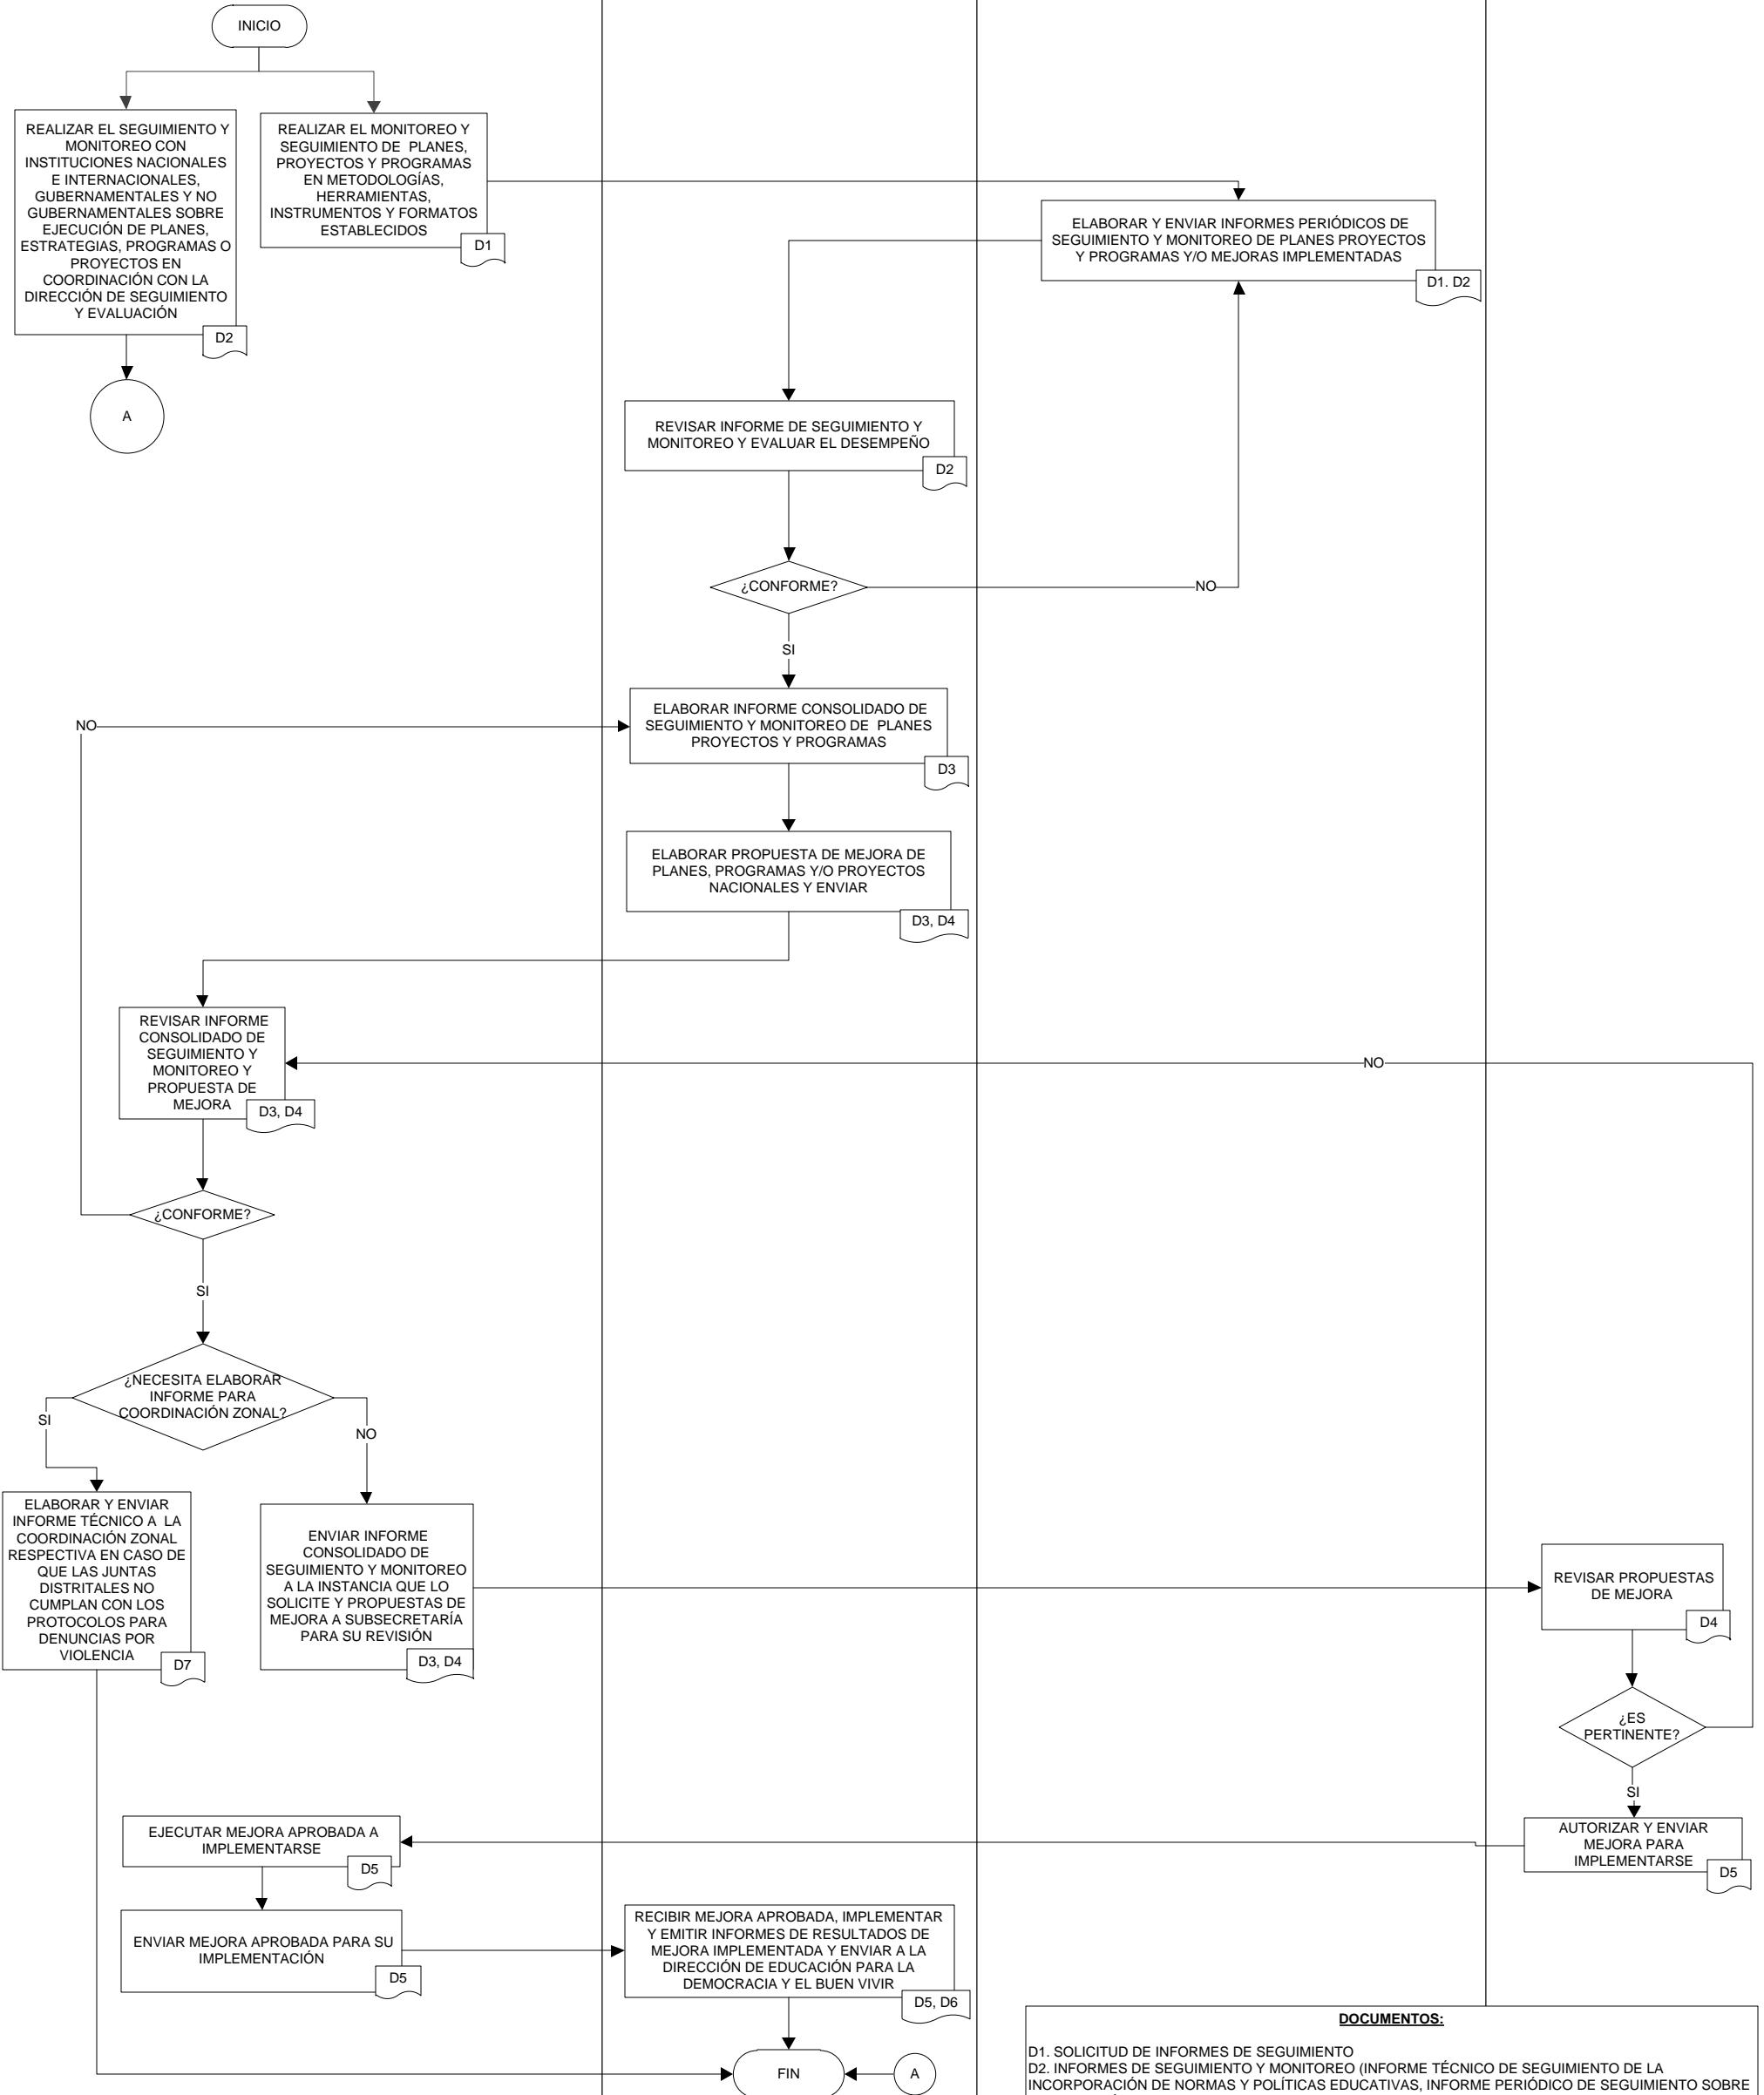 INICIO
REALIZAR EL SEGUIMIENTO Y
MONITOREO CON
INSTITUCIONES NACIONALES
E INTERNACIONALES,
GUBERNAMENTALES Y NO
GUBERNAMENTALES SOBRE
EJECUCIÓN DE PLANES,
ESTRATEGIAS, PROGRAMAS O
PROYECTOS EN
COORDINACIÓN CON LA
DIRECCIÓN DE SEGUIMIENTO
Y EVALUACIÓN
D2
A
REALIZAR EL MONITOREO Y
SEGUIMIENTO DE PLANES,
PROYECTOS Y PROGRAMAS
EN METODOLOGÍAS,
HERRAMIENTAS,
INSTRUMENTOS Y FORMATOS
ESTABLECIDOS
D1
ELABORAR Y ENVIAR INFORMES PERIÓDICOS DE
SEGUIMIENTO Y MONITOREO DE PLANES PROYECTOS
Y PROGRAMAS Y/O MEJORAS IMPLEMENTADAS
D1. D2
REVISAR INFORME DE SEGUIMIENTO Y
MONITOREO Y EVALUAR EL DESEMPEÑO
D2
¿CONFORME?
NO
SI
NO
ELABORAR INFORME CONSOLIDADO DE
SEGUIMIENTO Y MONITOREO DE PLANES
PROYECTOS Y PROGRAMAS
D3
ELABORAR PROPUESTA DE MEJORA DE
PLANES, PROGRAMAS Y/O PROYECTOS
NACIONALES Y ENVIAR
D3, D4
REVISAR INFORME
CONSOLIDADO DE
SEGUIMIENTO Y
MONITOREO Y
PROPUESTA DE
MEJORA
D3, D4
NO
¿CONFORME?
SI
¿NECESITA ELABORAR
INFORME PARA
COORDINACIÓN ZONAL?
SI
NO
ELABORAR Y ENVIAR
INFORME TÉCNICO A LA
COORDINACIÓN ZONAL
RESPECTIVA EN CASO DE
QUE LAS JUNTAS
DISTRITALES NO
CUMPLAN CON LOS
PROTOCOLOS PARA
DENUNCIAS POR
VIOLENCIA
D7
ENVIAR INFORME
CONSOLIDADO DE
SEGUIMIENTO Y MONITOREO
A LA INSTANCIA QUE LO
SOLICITE Y PROPUESTAS DE
MEJORA A SUBSECRETARÍA
PARA SU REVISIÓN
D3, D4
REVISAR PROPUESTAS
DE MEJORA
D4
¿ES
PERTINENTE?
SI
AUTORIZAR Y ENVIAR
MEJORA PARA
IMPLEMENTARSE
D5
EJECUTAR MEJORA APROBADA A
IMPLEMENTARSE
D5
ENVIAR MEJORA APROBADA PARA SU
IMPLEMENTACIÓN
D5
RECIBIR MEJORA APROBADA, IMPLEMENTAR
Y EMITIR INFORMES DE RESULTADOS DE
MEJORA IMPLEMENTADA Y ENVIAR A LA
DIRECCIÓN DE EDUCACIÓN PARA LA
DEMOCRACIA Y EL BUEN VIVIR
D5, D6
FIN
A
DOCUMENTOS:
D1. SOLICITUD DE INFORMES DE SEGUIMIENTO
D2. INFORMES DE SEGUIMIENTO Y MONITOREO (INFORME TÉCNICO DE SEGUIMIENTO DE LA
INCORPORACIÓN DE NORMAS Y POLÍTICAS EDUCATIVAS, INFORME PERIÓDICO DE SEGUIMIENTO SOBRE